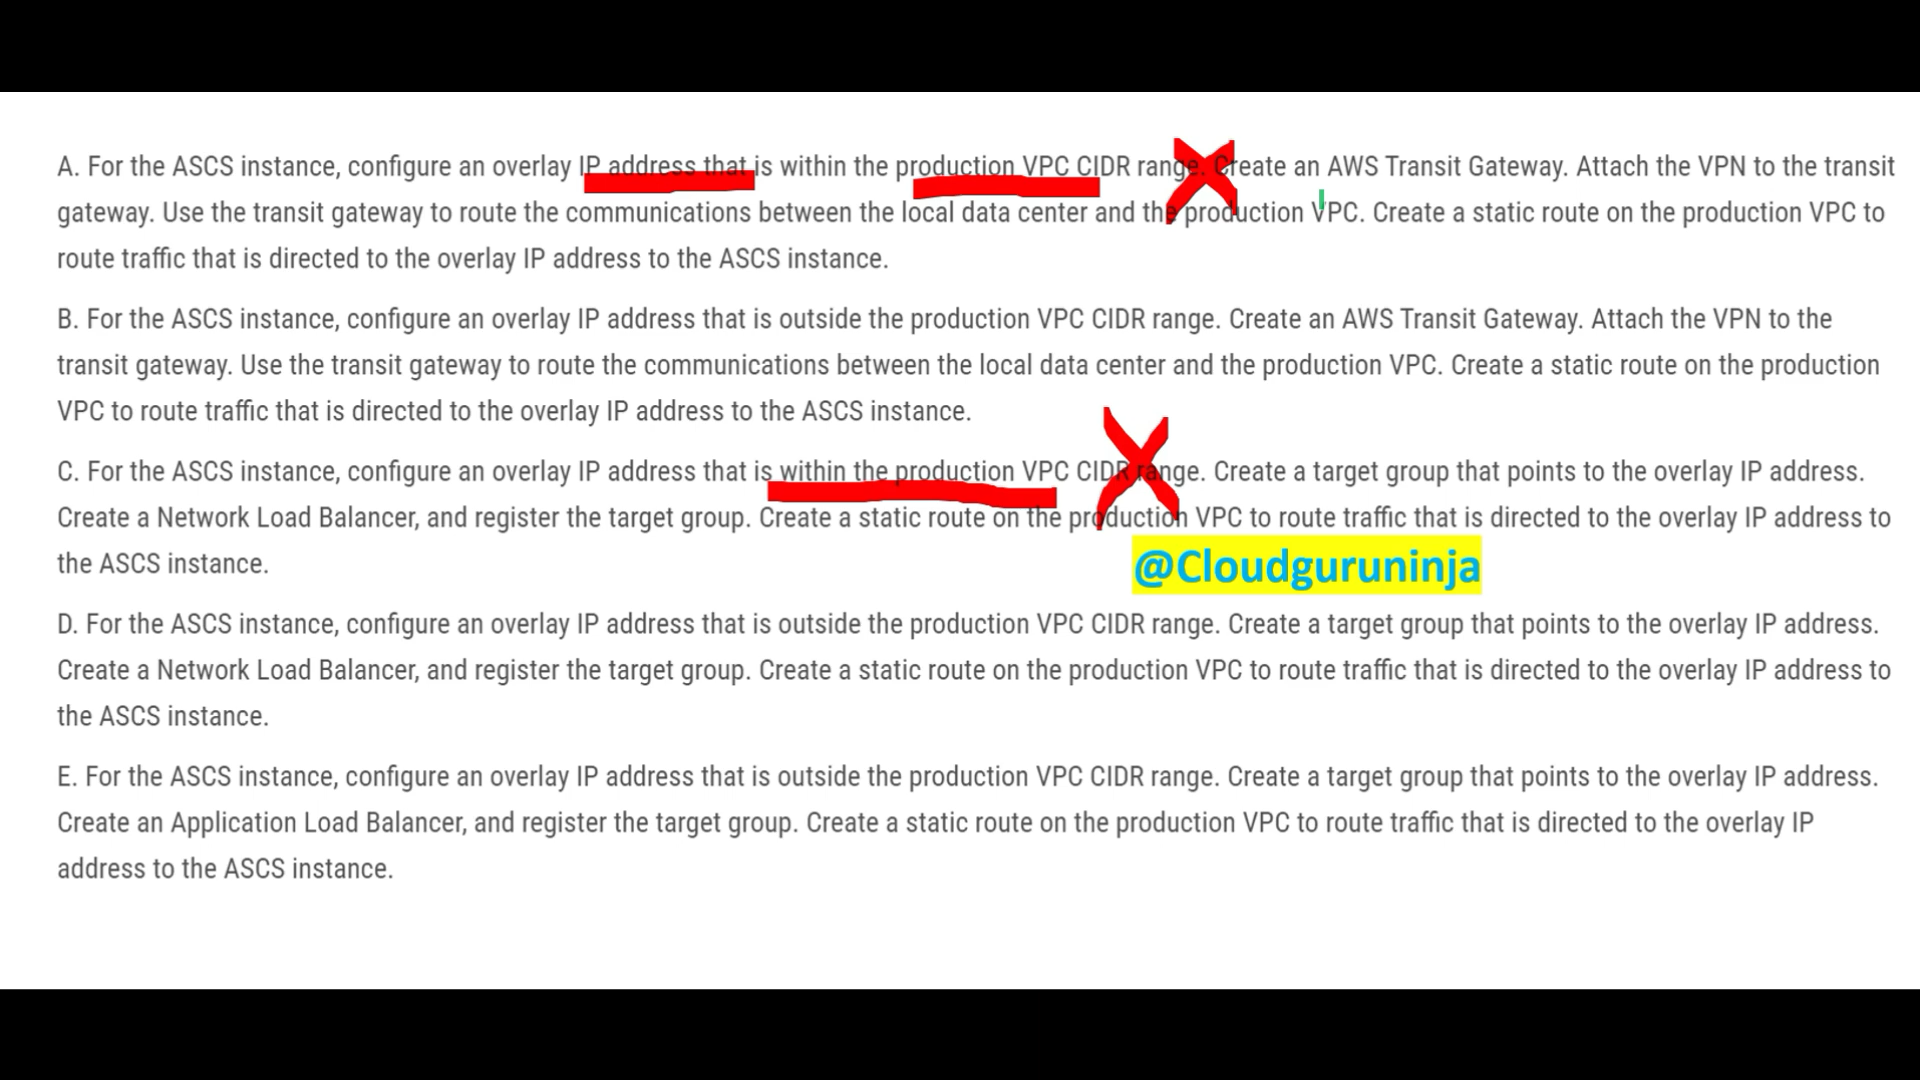 A. For the ASCS instance, configure an overlay IP address that is within the production VPC CIDR range. Create an AWS Transit Gateway. Attach the VPN to the transit
gateway. Use the transit gateway to route the communications between the local data center and the production VPC. Create a static route on the production VPC to
route traffic that is directed to the overlay IP address to the ASCS instance.
B. For the ASCS instance, configure an overlay IP address that is outside the production VPC CIDR range. Create an AWS Transit Gateway. Attach the VPN to the
transit gateway. Use the transit gateway to route the communications between the local data center and the production VPC. Create a static route on the production
VPC to route traffic that is directed to the overlay IP address to the ASCS instance.
C. For the ASCS instance, configure an overlay IP address that is within the production VPC CIDR range. Create a target group that points to the overlay IP address.
Create a Network Load Balancer, and register the target group. Create a static route on the production VPC to route traffic that is directed to the overlay IP address to
the ASCS instance.
@Cloudguruninja
D. For the ASCS instance, configure an overlay IP address that is outside the production VPC CIDR range. Create a target group that points to the overlay IP address.
Create a Network Load Balancer, and register the target group. Create a static route on the production VPC to route traffic that is directed to the overlay IP address to
the ASCS instance.
E. For the ASCS instance, configure an overlay IP address that is outside the production VPC CIDR range. Create a target group that points to the overlay IP address.
Create an Application Load Balancer, and register the target group. Create a static route on the production VPC to route traffic that is directed to the overlay IP
address to the ASCS instance.